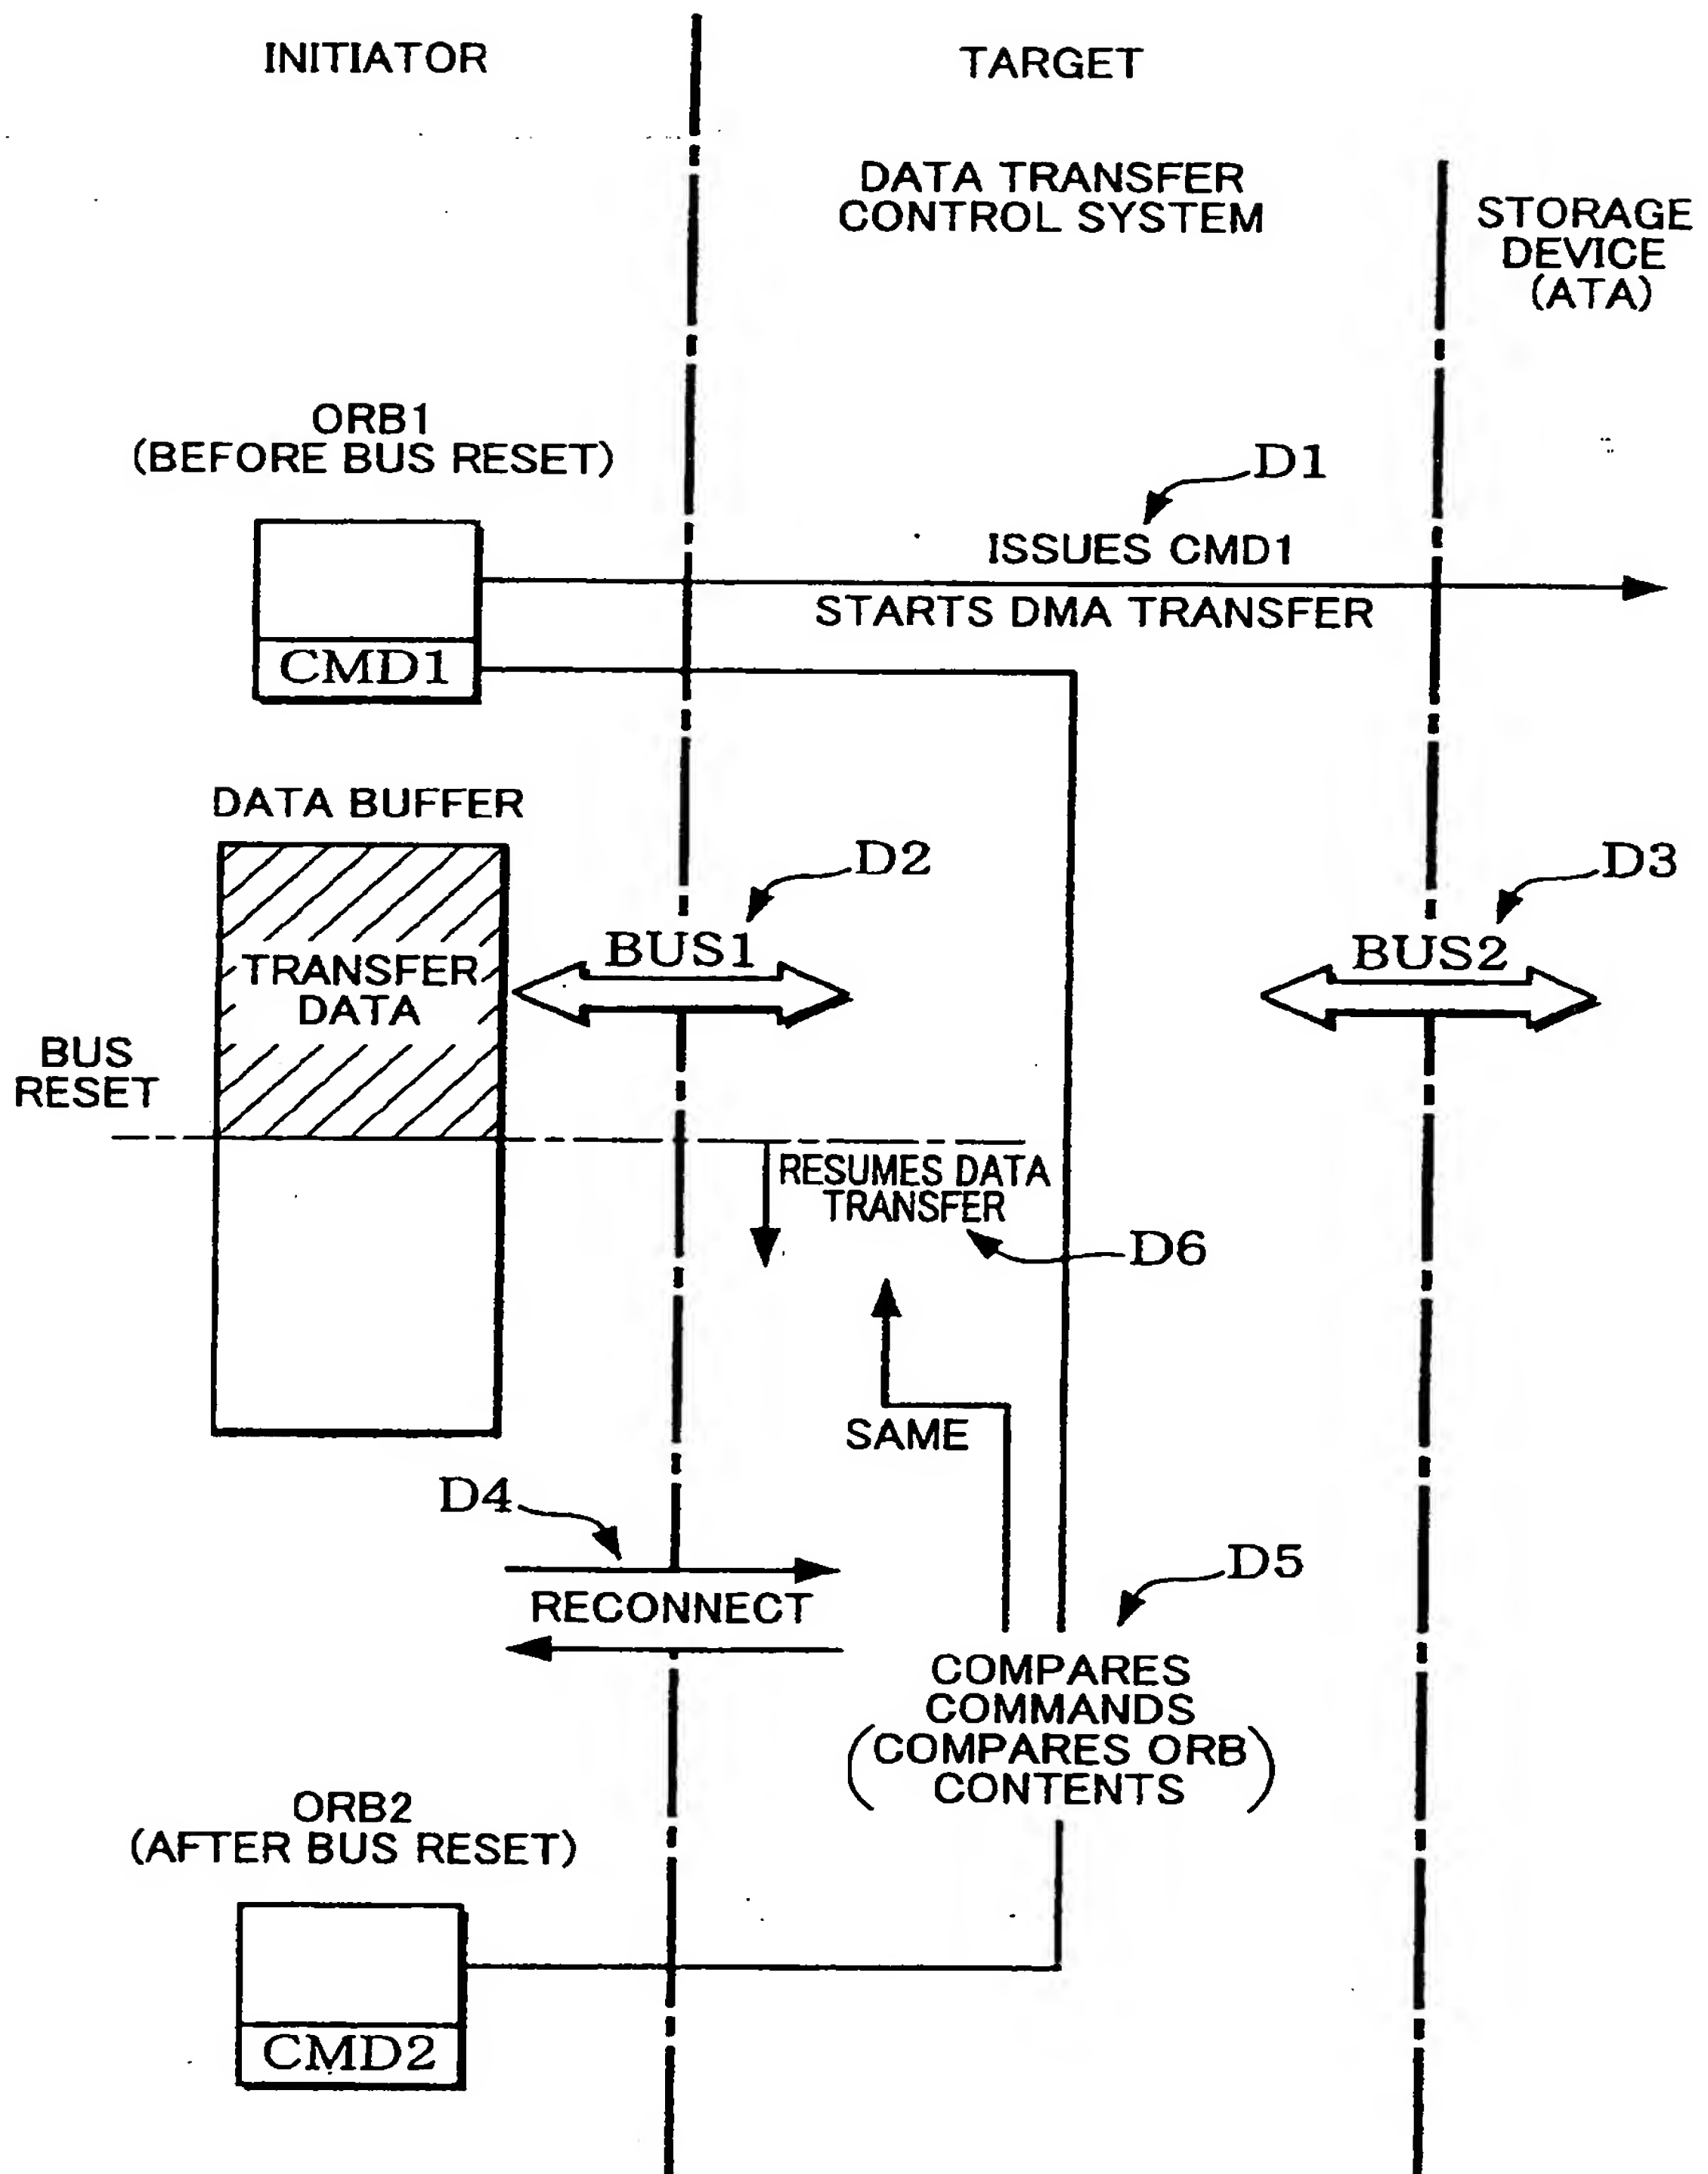 INITIATOR
TARGET
DATA TRANSFER
CONTROL SYSTEM
STORAGE
DEVICE
(ATA)
ORB1
(BEFORE BUS RESET)
D1
ISSUES CMD1
STARTS DMA TRANSFER
CMD1
DATA BUFFER
D2
D3
BUS1
BUS2
TRANSFER
DATA
BUS
RESET
RESUMES DATA
TRANSFER
D6
SAME
D4
RECONNECT
D5
COMPARES
COMMANDS
(COMPARES ORB
CONTENTS)
ORB2
(AFTER BUS RESET)
CMD2